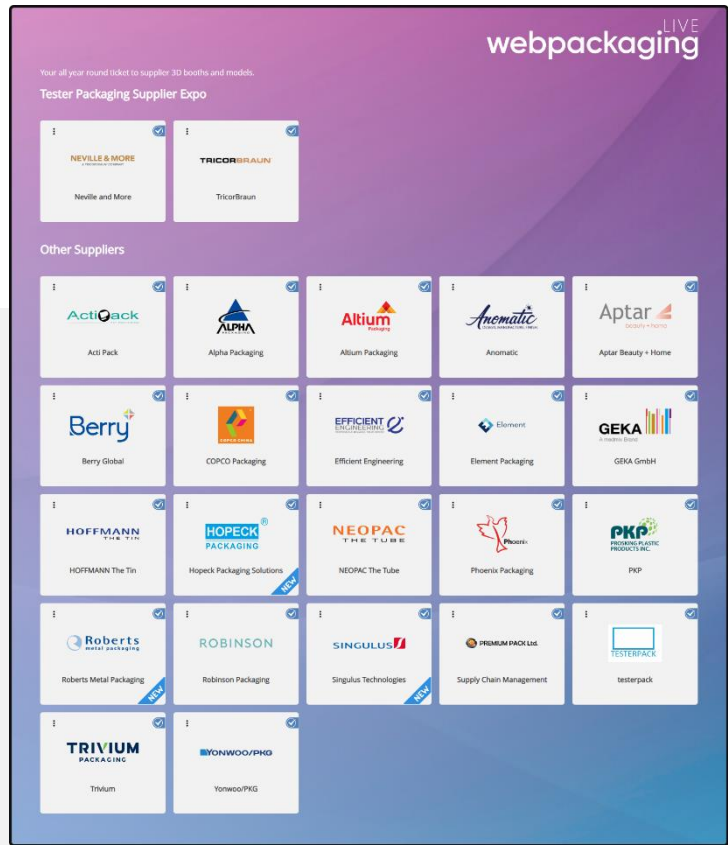 LIVE
webpackaging
Your all year round ticket to supplier 3D booths and models.
Tester Packaging Supplier Expo
NEVILLE & MORE
Neville and More
TRICORBRAUN
TricorBraun
Other Suppliers
ActiPack
Acti Pack
ALPHA
PACKAGING
Alpha Packaging
Altium
Packaging
Altium Packaging
Anomatic
Anomatic
Aptar
beauty + home
Aptar Beauty + Home
Berry
Berry Global
COPCO Packaging
EFFICIENT
ENGINEERING
Efficient Engineering
Element
Element Packaging
GEKA
A medmix Brand
GEKA GmbH
HOFFMANN
THE TIN
HOFFMANN The Tin
HOPECK ®
PACKAGING
Hopeck Packaging Solutions
NEW
NEOPAC
THE TUBE
NEOPAC The Tube
Phoenix
Phoenix Packaging
PKP
PROSKING PLASTIC
PRODUCTS INC.
PKP
Roberts
metal packaging
Roberts Metal Packaging
NEW
ROBINSON
Robinson Packaging
SINGULUS
Singulus Technologies
NEW
PREMIUM PACK Ltd.
Supply Chain Management
TESTERPACK
testerpack
TRIVIUM
PACKAGING
Trivium
YONWOO/PKG
Yonwoo/PKG